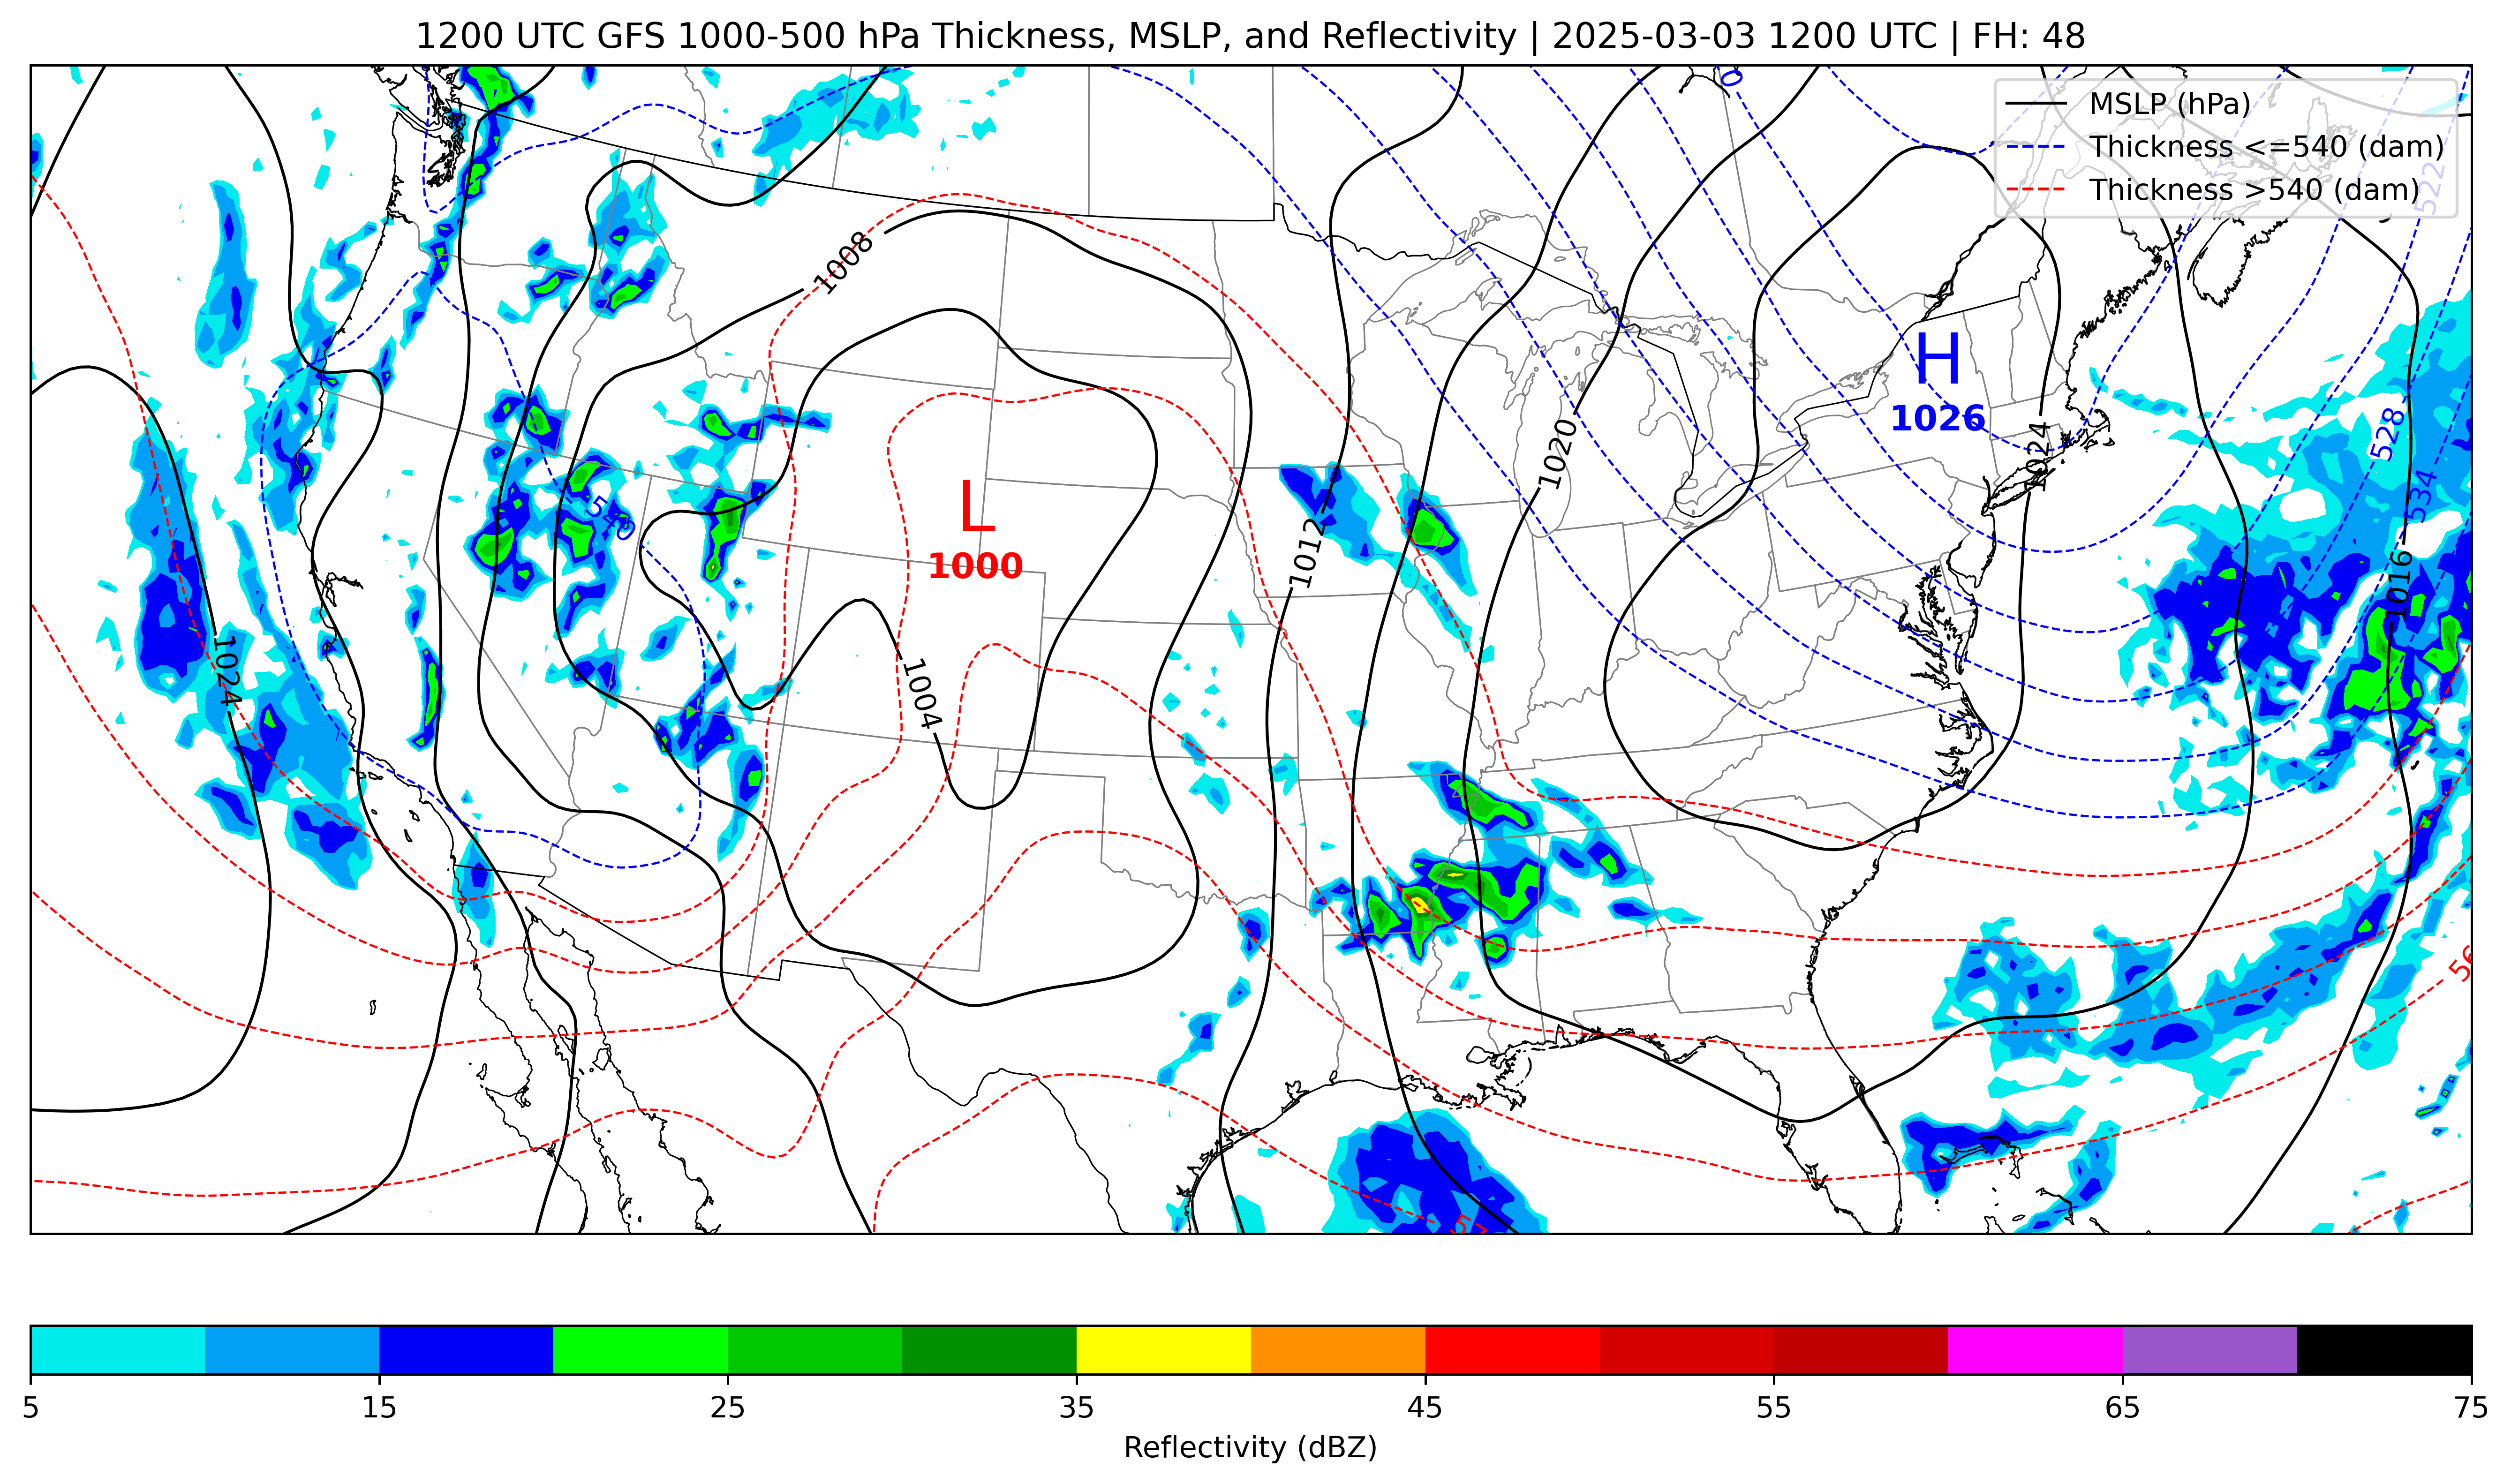 1200 UTC GFS 1000-500 hPa Thickness, MSLP, and Reflectivity | 2025-03-03 1200 UTC | FH: 48
MSLP (hPa)
Thickness <=540 (dam)
Thickness >540 (dam)
522
1008
H
1026
1020
1024
528
534
L
1000
540
1012
1016
1024
1004
5 15 25 35 45 55 65 75
Reflectivity (dBZ)